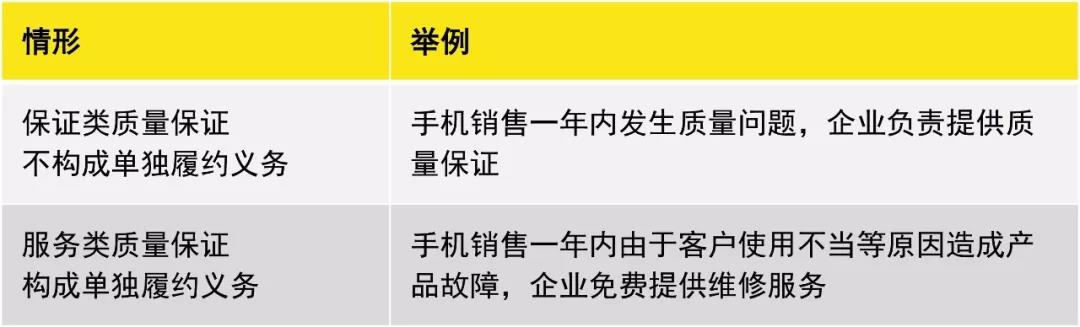 情形
举例
保证类质量保证
不构成单独履约义务
手机销售一年内发生质量问题，企业负责提供质
量保证
服务类质量保证
构成单独履约义务
手机销售一年内由于客户使用不当等原因造成产
品故障，企业免费提供维修服务